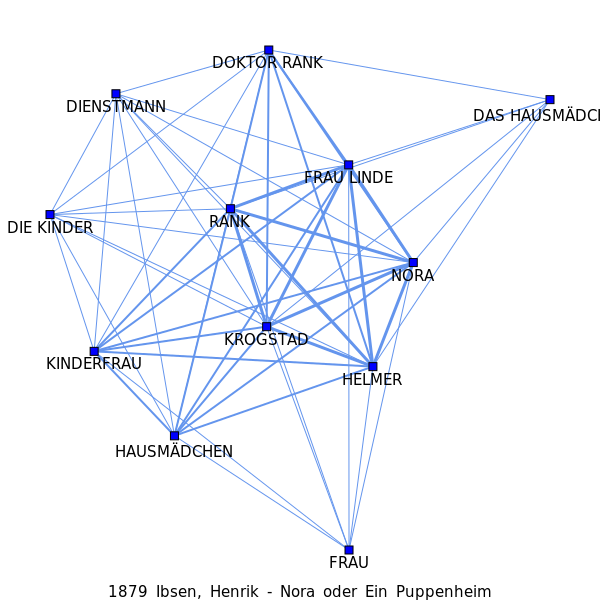 DOKTOR RANK
DIENSTMANN
DAS HAUSMÄDCH
FRAU LINDE
RANK
DIE KINDER
NORA
KROGSTAD
KINDERFRAU
HELMER
HAUSMÄDCHEN
FRAU
1879 Ibsen, Henrik - Nora oder Ein Puppenheim